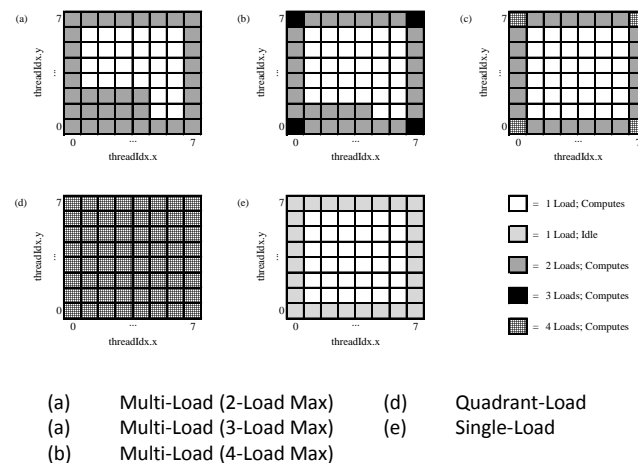 (a)
7
threadIdx.y
...
0
0 ... 7
threadIdx.x
(b)
7
threadIdx.y
...
0
0 ... 7
threadIdx.x
(c)
7
threadIdx.y
...
0
0 ... 7
threadIdx.x
(d)
7
threadIdx.y
...
0
0 ... 7
threadIdx.x
(e)
7
threadIdx.y
...
0
0 ... 7
threadIdx.x
= 1 Load; Computes
= 1 Load; Idle
= 2 Loads; Computes
= 3 Loads; Computes
= 4 Loads; Computes
(a) Multi-Load (2-Load Max) (d) Quadrant-Load
(a) Multi-Load (3-Load Max) (e) Single-Load
(b) Multi-Load (4-Load Max)